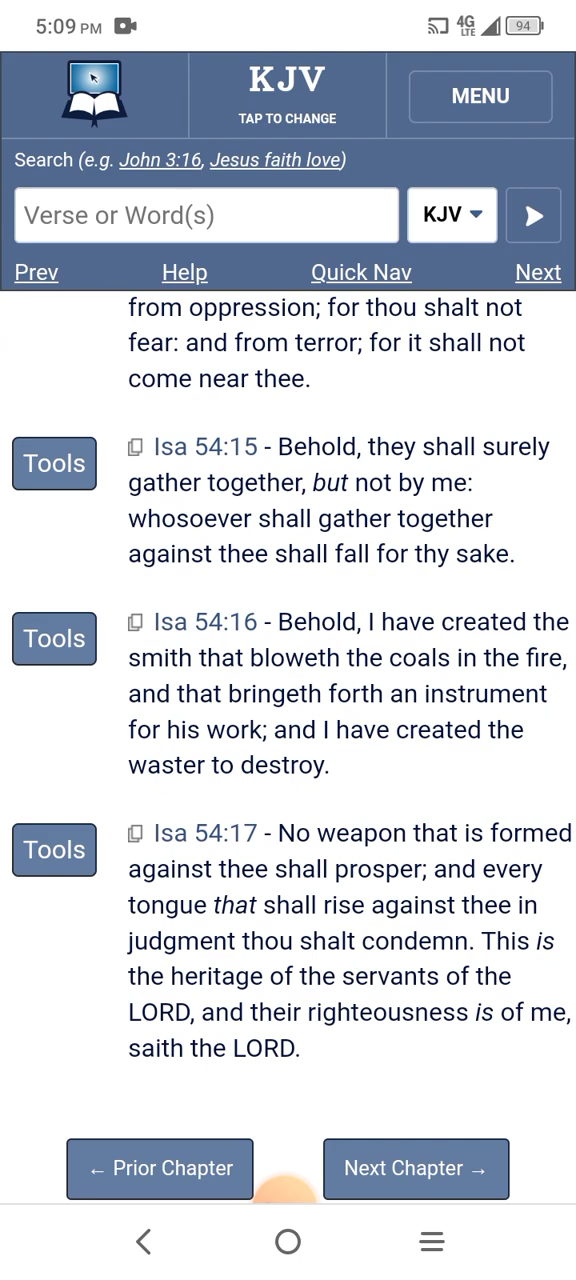 5:09 PM
4G
LTE
94
KJV
TAP TO CHANGE
MENU
Search (e.g. John 3:16, Jesus faith love)
Verse or Word(s)
KJV
Prev
Help
Quick Nav
Next
from oppression; for thou shalt not
fear: and from terror; for it shall not
come near thee.
Tools
Isa 54:15 - Behold, they shall surely
gather together, but not by me:
whosoever shall gather together
against thee shall fall for thy sake.
Tools
Isa 54:16 - Behold, I have created the
smith that bloweth the coals in the fire,
and that bringeth forth an instrument
for his work; and I have created the
waster to destroy.
Tools
Isa 54:17 - No weapon that is formed
against thee shall prosper; and every
tongue that shall rise against thee in
judgment thou shalt condemn. This is
the heritage of the servants of the
LORD, and their righteousness is of me,
saith the LORD.
← Prior Chapter
Next Chapter →